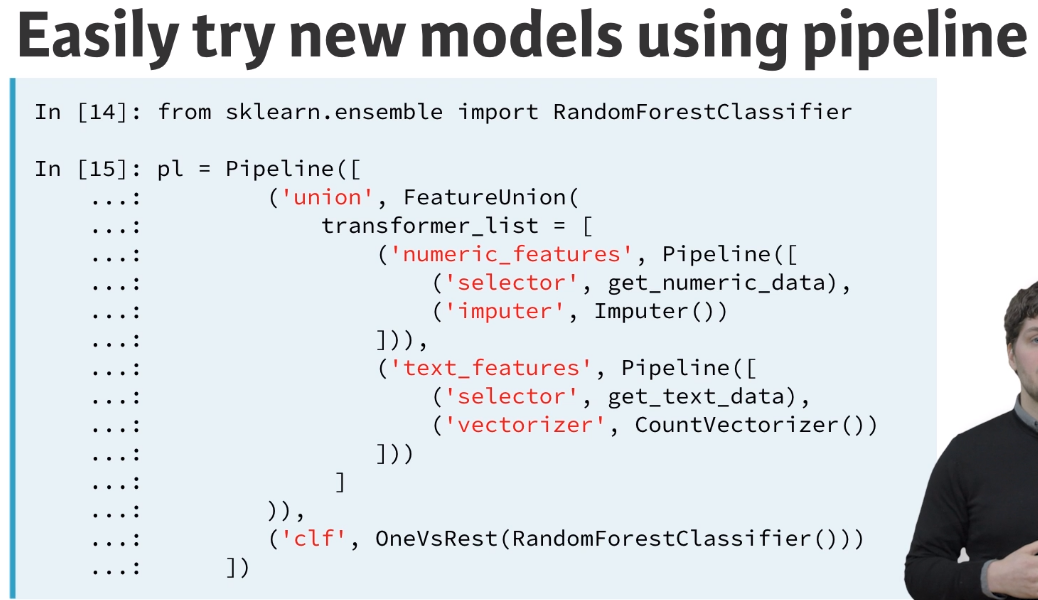 Easily try new models using pipeline
In [14]: from sklearn.ensemble import RandomForestClassifier
In [15]: pl = Pipeline([
    ...:         ('union', FeatureUnion(
    ...:             transformer_list = [
    ...:                 ('numeric_features', Pipeline([
    ...:                     ('selector', get_numeric_data),
    ...:                     ('imputer', Imputer())
    ...:                 ])),
    ...:                 ('text_features', Pipeline([
    ...:                     ('selector', get_text_data),
    ...:                     ('vectorizer', CountVectorizer())
    ...:                 ]))
    ...:              ]
    ...:         )),
    ...:         ('clf', OneVsRest(RandomForestClassifier()))
    ...:      ])